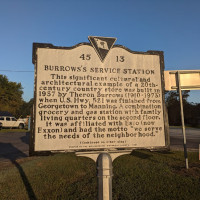 45 13
BURROWS'S SERVICE STATION
This significant cultural and
architectural example of a 20th-
century country store was built in
1957 by Theron Burrows (1910-1973)
when U.S. Hwy. 521 was finished from
Georgetown to Manning. A combination
grocery and gas station with family
living quarters on the second floor,
it was affiliated with Esso (now
Exxon) and had the motto "we serve
the needs of the neighborhood."